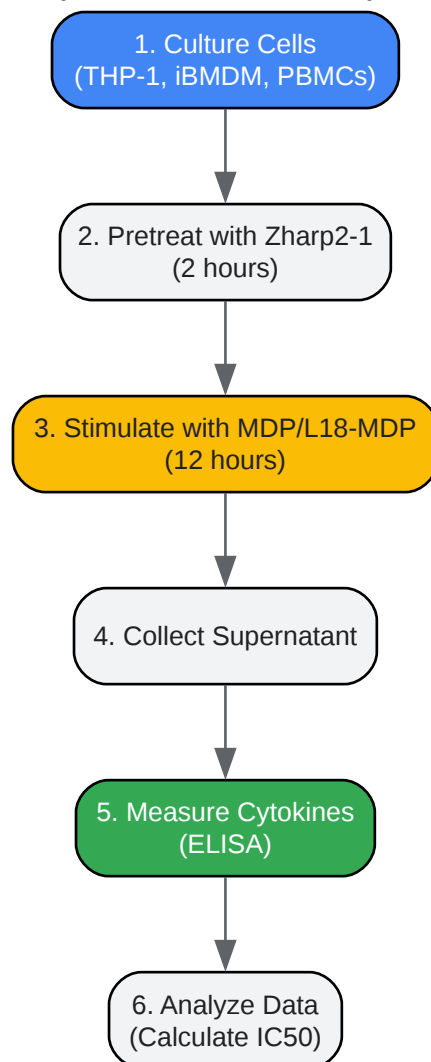 1. Culture Cells
(THP-1, iBMDM, PBMCs)
2. Pretreat with Zharp2-1
(2 hours)
3. Stimulate with MDP/L18-MDP
(12 hours)
4. Collect Supernatant
5. Measure Cytokines
(ELISA)
6. Analyze Data
(Calculate IC50)